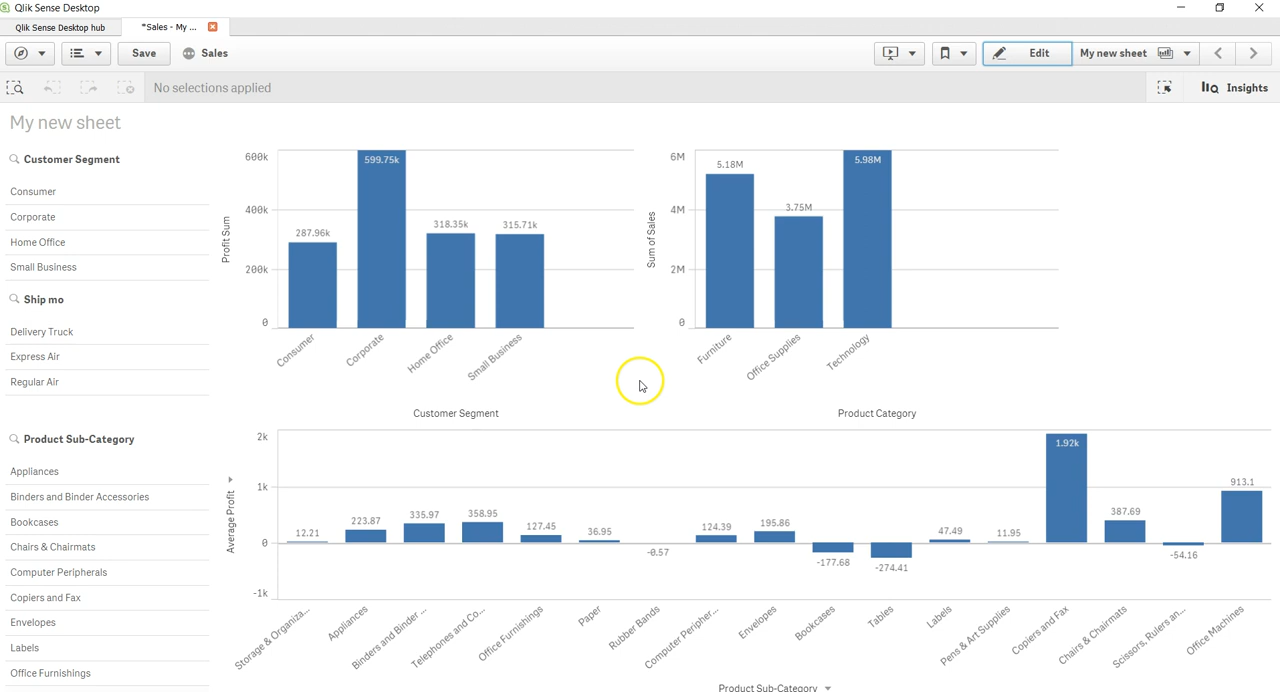 Qlik Sense Desktop
Qlik Sense Desktop hub
*Sales - My ...
Save
Sales
Edit
My new sheet
No selections applied
Insights
My new sheet
Customer Segment
Consumer
Corporate
Home Office
Small Business
Ship mo
Delivery Truck
Express Air
Regular Air
Product Sub-Category
Appliances
Binders and Binder Accessories
Bookcases
Chairs & Chairmats
Computer Peripherals
Copiers and Fax
Envelopes
Labels
Office Furnishings
Profit Sum
600k
400k
200k
0
287.96k
599.75k
318.35k
315.71k
Consumer
Corporate
Home Office
Small Business
Customer Segment
Sum of Sales
6M
4M
2M
0
5.18M
3.75M
5.98M
Furniture
Office Supplies
Technology
Product Category
Average Profit
2k
1k
0
-1k
12.21
223.87
335.97
358.95
127.45
36.95
-0.57
124.39
195.86
-177.68
-274.41
47.49
11.95
1.92k
387.69
-54.16
913.1
Storage & Organiza...
Appliances
Binders and Binder ...
Telephones and Co...
Office Furnishings
Paper
Rubber Bands
Computer Peripher...
Envelopes
Bookcases
Tables
Labels
Pens & Art Supplies
Copiers and Fax
Chairs & Chairmats
Scissors, Rulers an...
Office Machines
Product Sub-Category